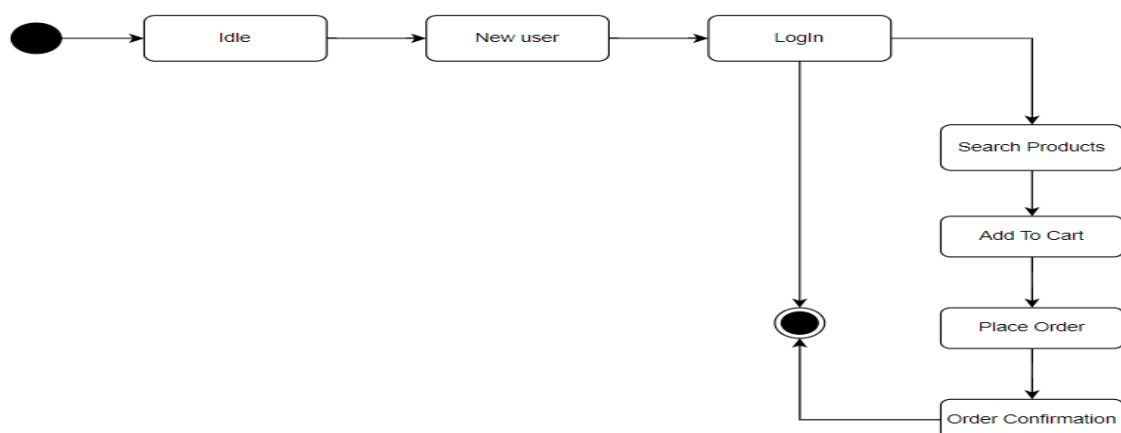 Idle
New user
LogIn
Search Products
Add To Cart
Place Order
Order Confirmation